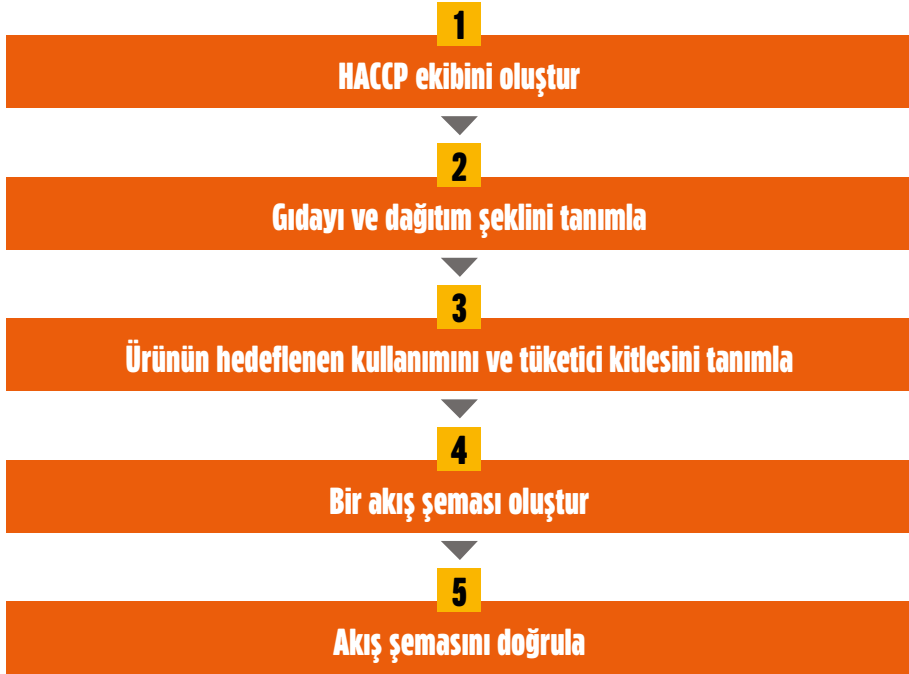 1
HACCP ekibini oluştur
2
Gıdayı ve dağıtım şeklini tanımla
3
Ürünün hedeflenen kullanımını ve tüketici kitlesini tanımla
4
Bir akış şeması oluştur
5
Akış şemasını doğrula